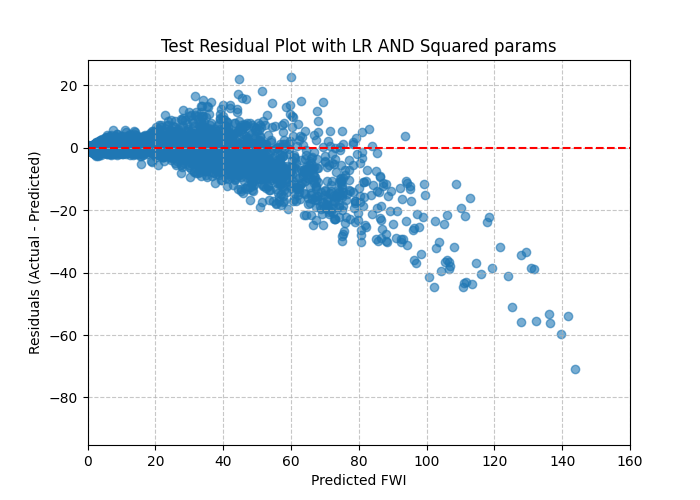 Test Residual Plot with LR AND Squared params
Residuals (Actual - Predicted)
20
0
−20
−40
−60
−80
0 20 40 60 80 100 120 140 160
Predicted FWI